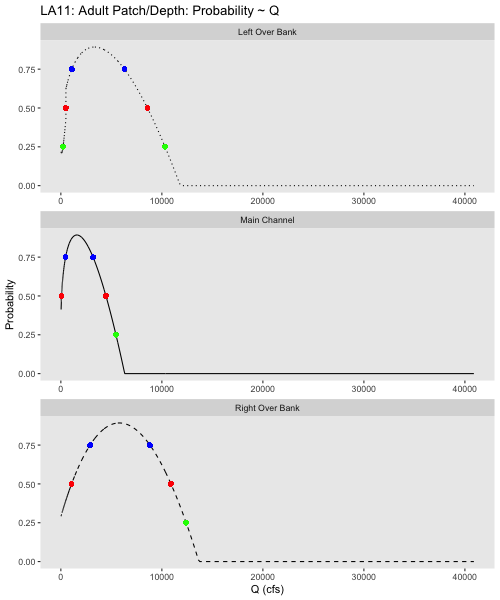 LA11: Adult Patch/Depth: Probability ~ Q
Left Over Bank
0.75
0.50
0.25
0.00
0 10000 20000 30000 40000
Main Channel
0.75
0.50
0.25
0.00
0 10000 20000 30000 40000
Probability
Right Over Bank
0.75
0.50
0.25
0.00
0 10000 20000 30000 40000
Q (cfs)